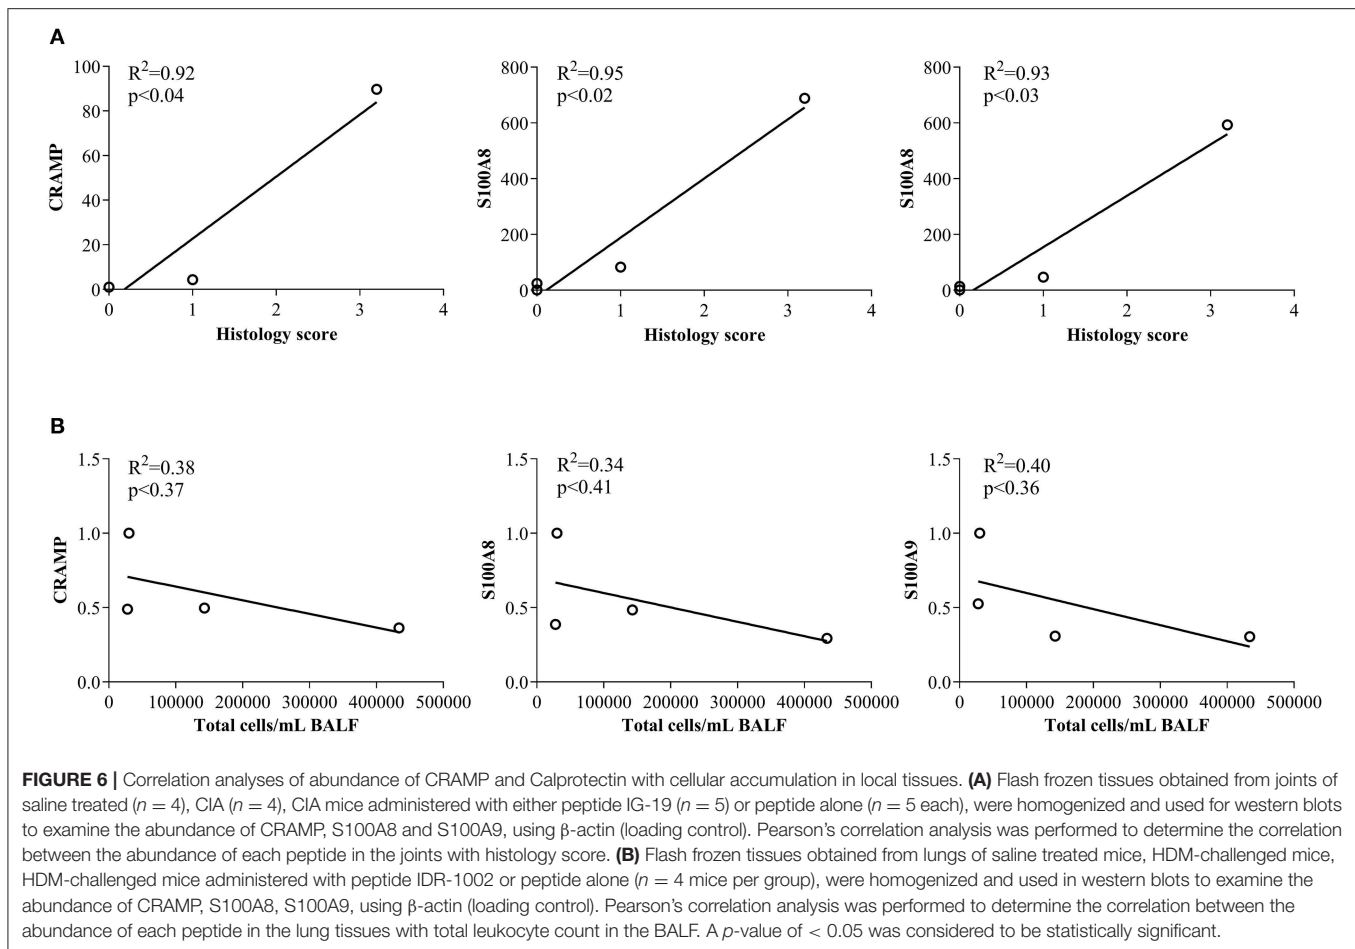 A
R²=0.92
p<0.04
CRAMP
100
80
60
40
20
0
0 1 2 3 4
Histology score
R²=0.95
p<0.02
S100A8
800
600
400
200
0
0 1 2 3 4
Histology score
R²=0.93
p<0.03
S100A8
800
600
400
200
0
0 1 2 3 4
Histology score
B
R²=0.38
p<0.37
CRAMP
1.5
1.0
0.5
0.0
0 100000 200000 300000 400000 500000
Total cells/mL BALF
R²=0.34
p<0.41
S100A8
1.5
1.0
0.5
0.0
0 100000 200000 300000 400000 500000
Total cells/mL BALF
R²=0.40
p<0.36
S100A9
1.5
1.0
0.5
0.0
0 100000 200000 300000 400000 500000
Total cells/mL BALF
FIGURE 6 | Correlation analyses of abundance of CRAMP and Calprotectin with cellular accumulation in local tissues. (A) Flash frozen tissues obtained from joints of
saline treated (n = 4), CIA (n = 4), CIA mice administered with either peptide IG-19 (n = 5) or peptide alone (n = 5 each), were homogenized and used for western blots
to examine the abundance of CRAMP, S100A8 and S100A9, using β-actin (loading control). Pearson's correlation analysis was performed to determine the correlation
between the abundance of each peptide in the joints with histology score. (B) Flash frozen tissues obtained from lungs of saline treated mice, HDM-challenged mice,
HDM-challenged mice administered with peptide IDR-1002 or peptide alone (n = 4 mice per group), were homogenized and used in western blots to examine the
abundance of CRAMP, S100A8, S100A9, using β-actin (loading control). Pearson's correlation analysis was performed to determine the correlation between the
abundance of each peptide in the lung tissues with total leukocyte count in the BALF. A p-value of < 0.05 was considered to be statistically significant.